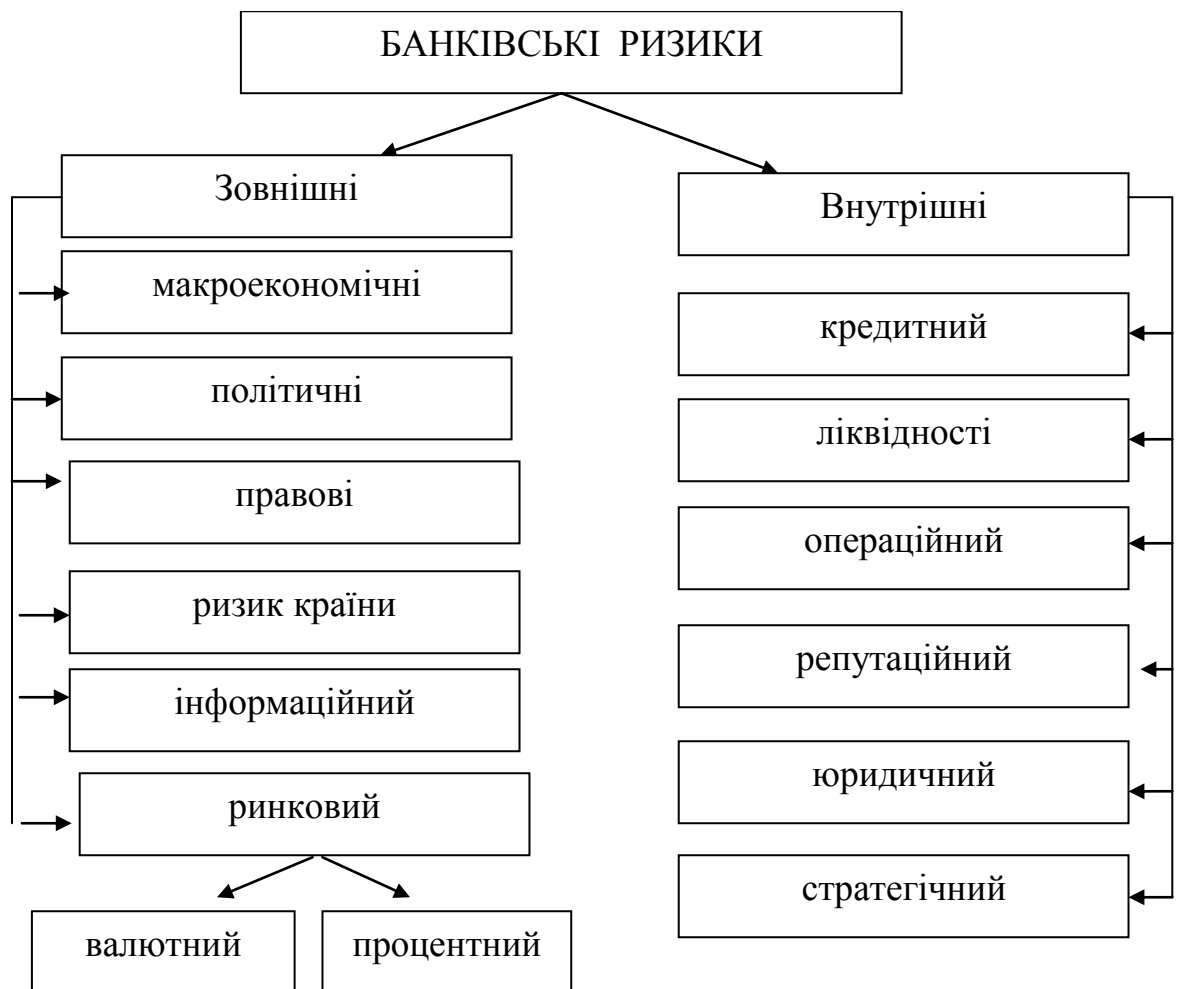 БАНКІВСЬКІ РИЗИКИ
Зовнішні
макроекономічні
політичні
правові
ризик країни
інформаційний
ринковий
валютний
процентний
Внутрішні
кредитний
ліквідності
операційний
репутаційний
юридичний
стратегічний